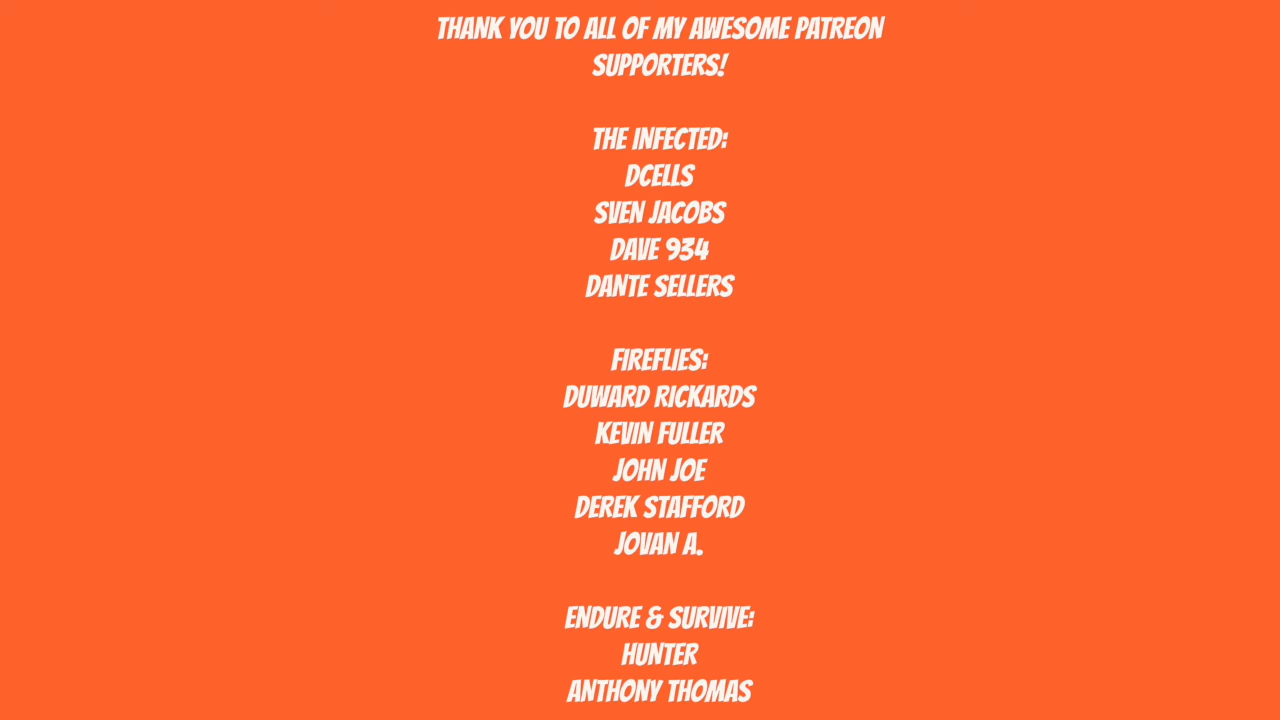 THANK YOU TO ALL OF MY AWESOME PATREON
SUPPORTERS!
THE INFECTED:
DCELLS
SVEN JACOBS
DAVE 934
DANTE SELLERS
FIREFLIES:
DUWARD RICKARDS
KEVIN FULLER
JOHN JOE
DEREK STAFFORD
JOVAN A.
ENDURE & SURVIVE:
HUNTER
ANTHONY THOMAS